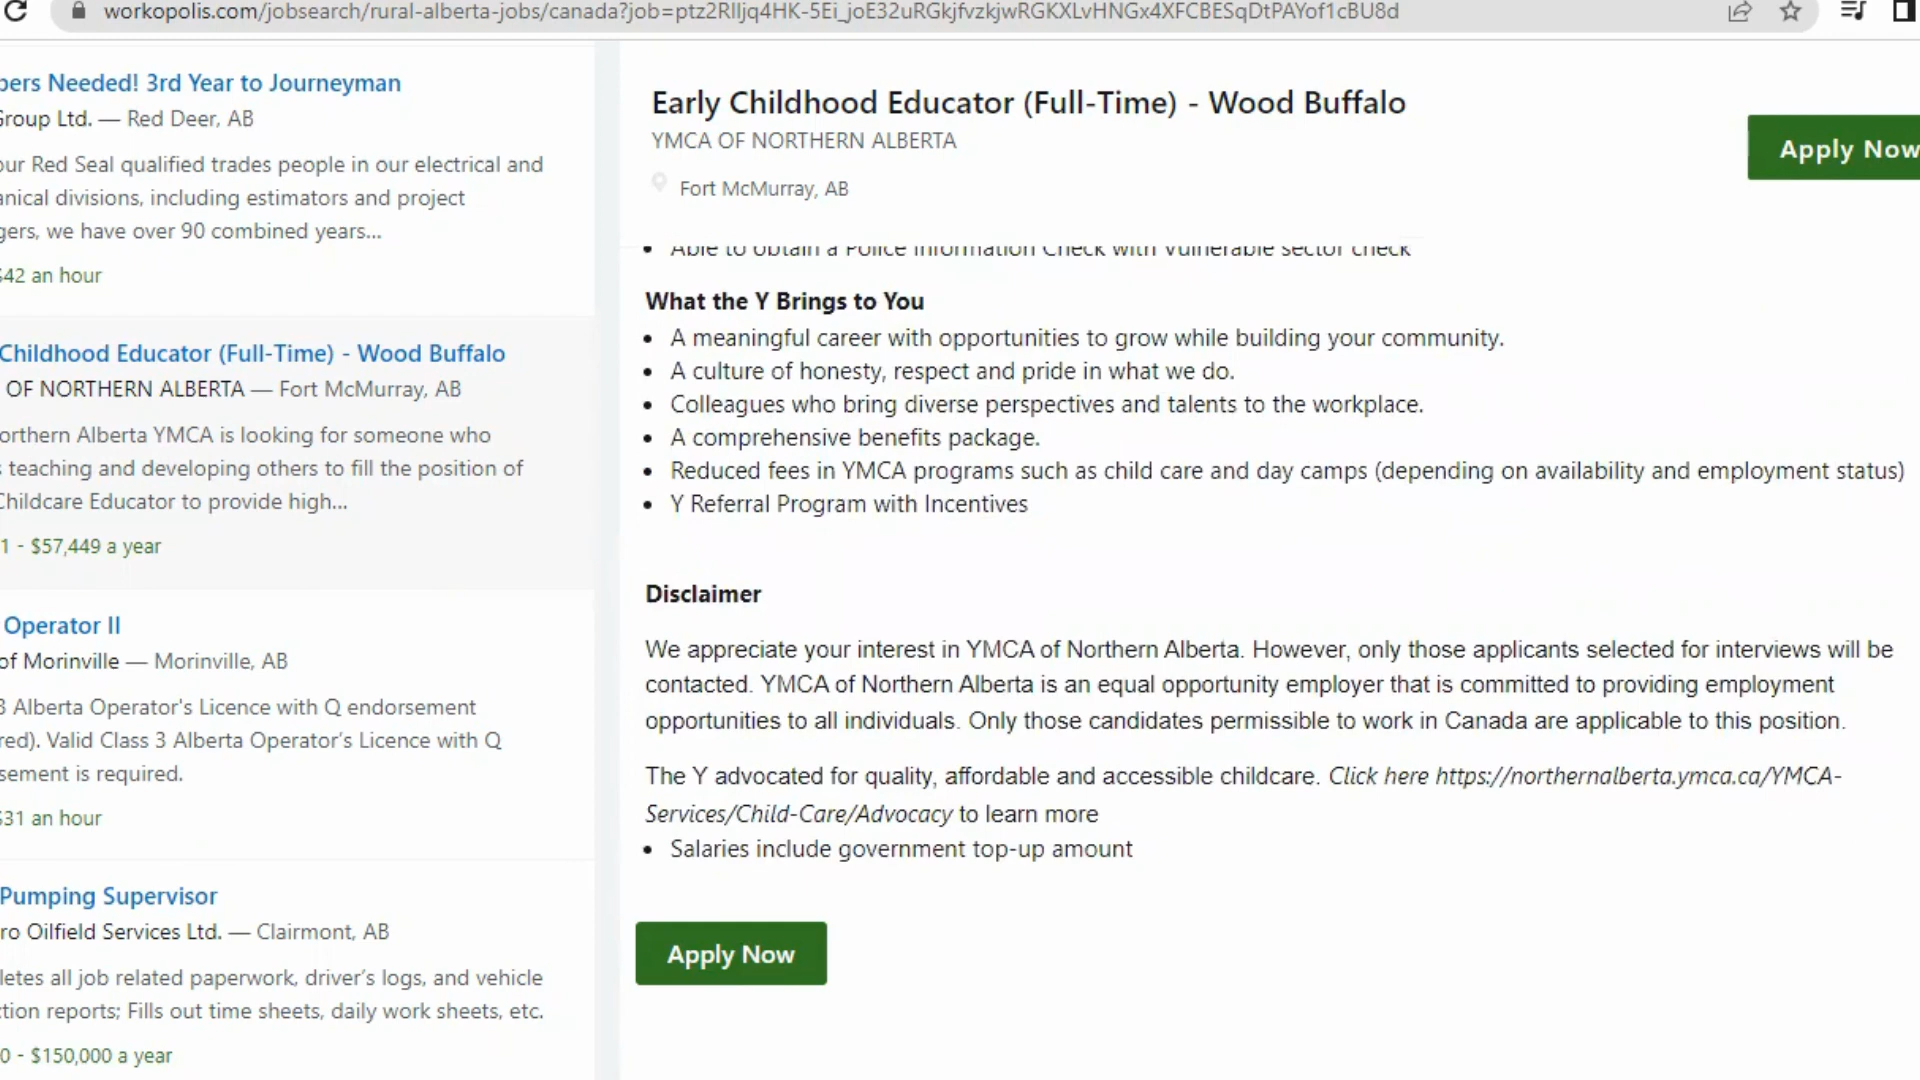 workopolis.com/jobsearch/rural-alberta-jobs/canada?job=ptz2RlIjq4HK-5Ei_joE32uRGkjfvzkjwRGKXLvHNGx4XFCBESqDtPAYof1cBU8d
bers Needed! 3rd Year to Journeyman
Group Ltd. — Red Deer, AB
our Red Seal qualified trades people in our electrical and
anical divisions, including estimators and project
gers, we have over 90 combined years...
$42 an hour
Childhood Educator (Full-Time) - Wood Buffalo
OF NORTHERN ALBERTA — Fort McMurray, AB
orthern Alberta YMCA is looking for someone who
s teaching and developing others to fill the position of
Childcare Educator to provide high...
1 - $57,449 a year
Operator II
of Morinville — Morinville, AB
3 Alberta Operator's Licence with Q endorsement
red). Valid Class 3 Alberta Operator's Licence with Q
sement is required.
$31 an hour
Pumping Supervisor
ro Oilfield Services Ltd. — Clairmont, AB
letes all job related paperwork, driver's logs, and vehicle
ction reports; Fills out time sheets, daily work sheets, etc.
0 - $150,000 a year
Early Childhood Educator (Full-Time) - Wood Buffalo
YMCA OF NORTHERN ALBERTA
Fort McMurray, AB
Apply Now
• Able to obtain a Police Information Check with Vulnerable sector check
What the Y Brings to You
• A meaningful career with opportunities to grow while building your community.
• A culture of honesty, respect and pride in what we do.
• Colleagues who bring diverse perspectives and talents to the workplace.
• A comprehensive benefits package.
• Reduced fees in YMCA programs such as child care and day camps (depending on availability and employment status)
• Y Referral Program with Incentives
Disclaimer
We appreciate your interest in YMCA of Northern Alberta. However, only those applicants selected for interviews will be
contacted. YMCA of Northern Alberta is an equal opportunity employer that is committed to providing employment
opportunities to all individuals. Only those candidates permissible to work in Canada are applicable to this position.
The Y advocated for quality, affordable and accessible childcare. Click here https://northernalberta.ymca.ca/YMCA-
Services/Child-Care/Advocacy to learn more
• Salaries include government top-up amount
Apply Now